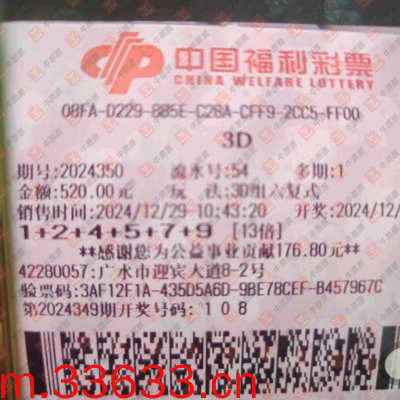 中国福利彩票
CHINA WELFARE LOTTERY
08FA-D229-885E-C28A-CFF9-2CC5-FF00
3D
期号:2024350 流水号:54 多期:1
金额:520.00元 玩 法:3D组六复式
销售时间:2024/12/29-10:43:20 开奖:2024/12/
1+2+4+5+7+9 [13倍]
**感谢您为公益事业贡献176.80元**
42280057:广水市迎宾大道8-2号
验票码:3AF12F1A-435D5A6D-9BE78CEF-B457967C
第2024349期开奖号码:1 0 8
m.33633.cn